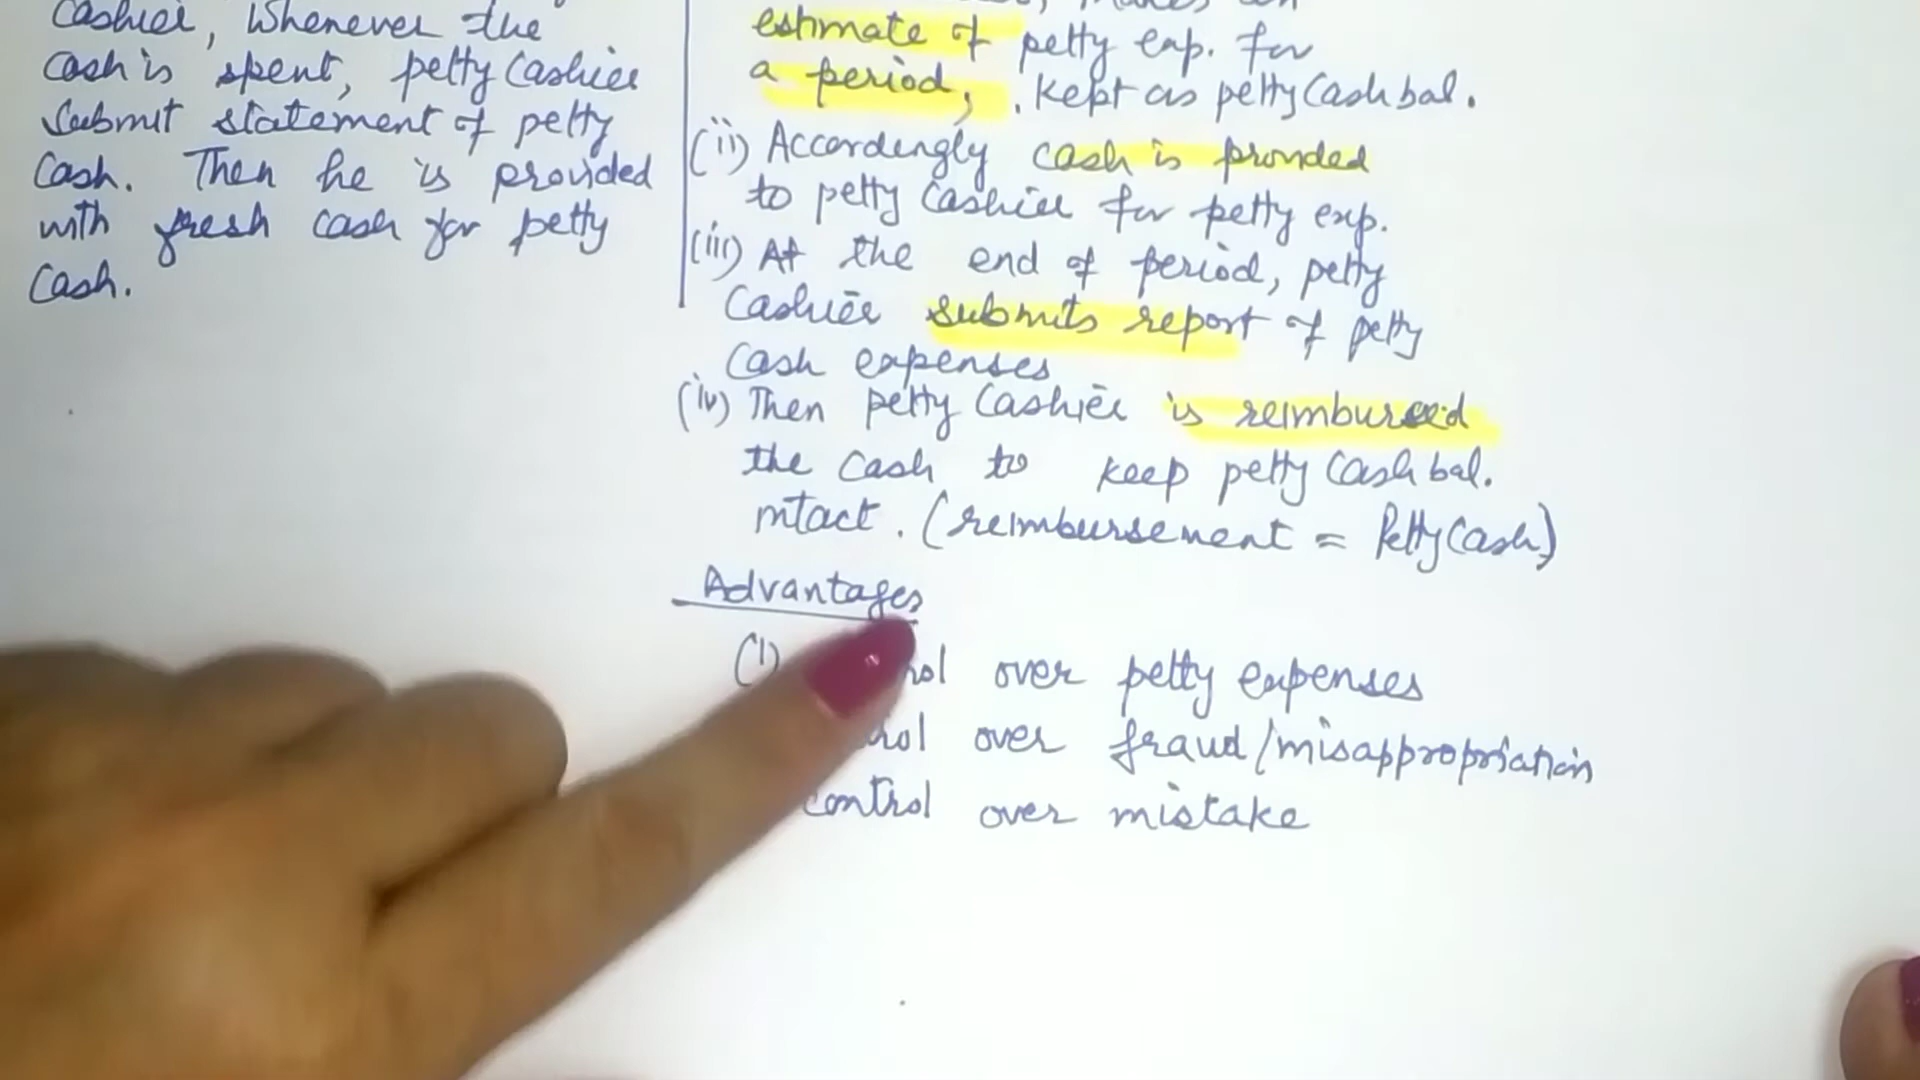 Cashier, Whenever the
Cash is spent, petty Cashier
Submit statement of petty
Cash. Then he is provided
with fresh cash for petty
Cash.
estimate of petty exp. for
a period, . kept as petty Cash bal.
(ii) Accordengly cash is provided
to petty Cashier for petty exp.
(iii) At the end of period, petty
Cashier submits report of petty
Cash expenses
(iv) Then petty Cashier is reimbursed
the Cash to keep petty Cash bal.
intact. (reimbursement = Petty Cash)
Advantages
(i) over petty expenses
over fraud/misappropriation
control over mistake